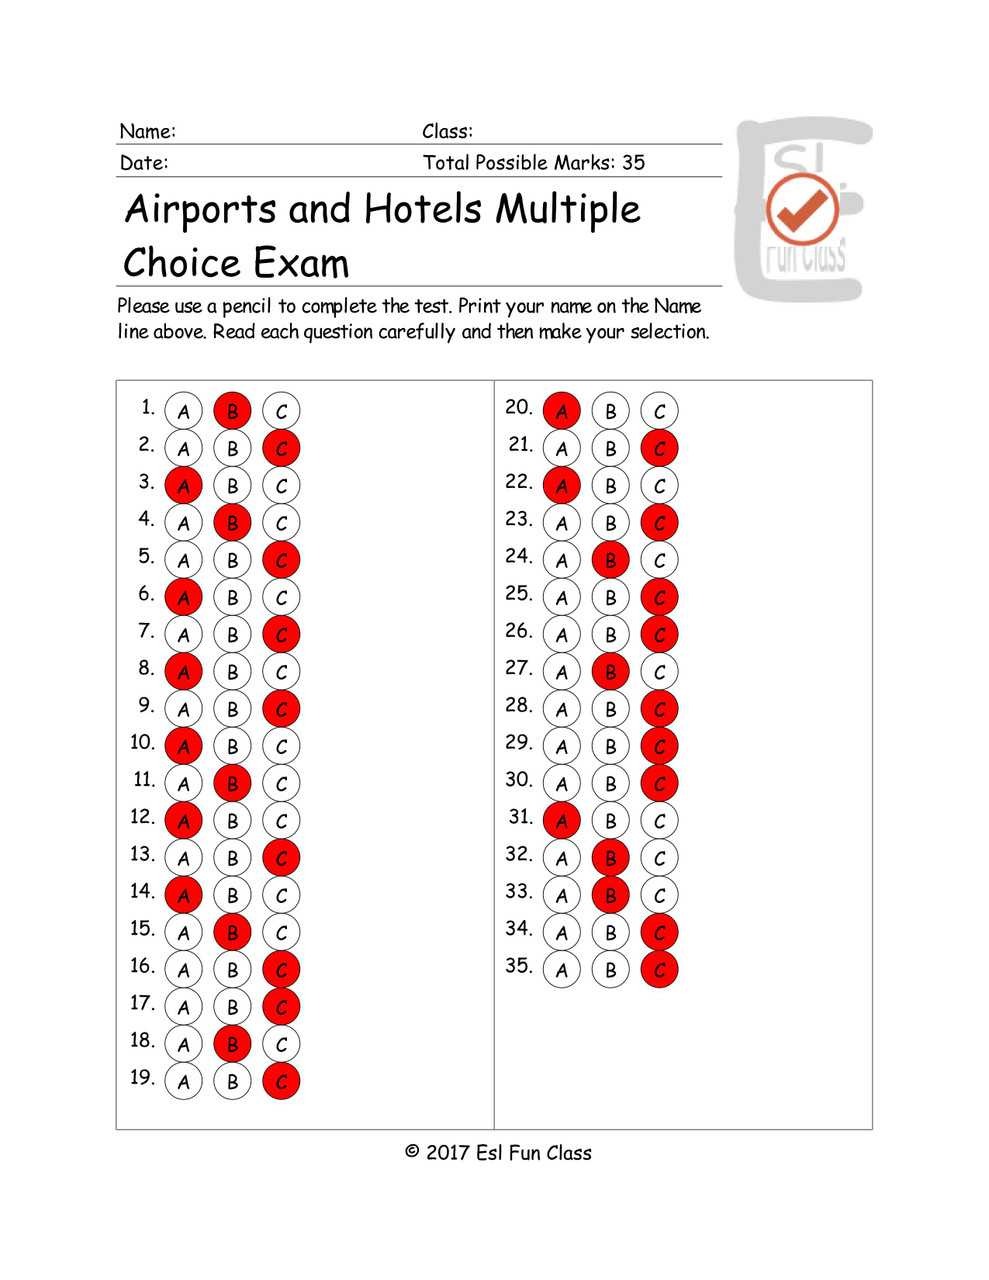 Name: Class:
Date: Total Possible Marks: 35
Airports and Hotels Multiple
Choice Exam
Esl
Fun Class
Please use a pencil to complete the test. Print your name on the Name
line above. Read each question carefully and then make your selection.
1. A B C
2. A B C
3. A B C
4. A B C
5. A B C
6. A B C
7. A B C
8. A B C
9. A B C
10. A B C
11. A B C
12. A B C
13. A B C
14. A B C
15. A B C
16. A B C
17. A B C
18. A B C
19. A B C
20. A B C
21. A B C
22. A B C
23. A B C
24. A B C
25. A B C
26. A B C
27. A B C
28. A B C
29. A B C
30. A B C
31. A B C
32. A B C
33. A B C
34. A B C
35. A B C
© 2017 Esl Fun Class